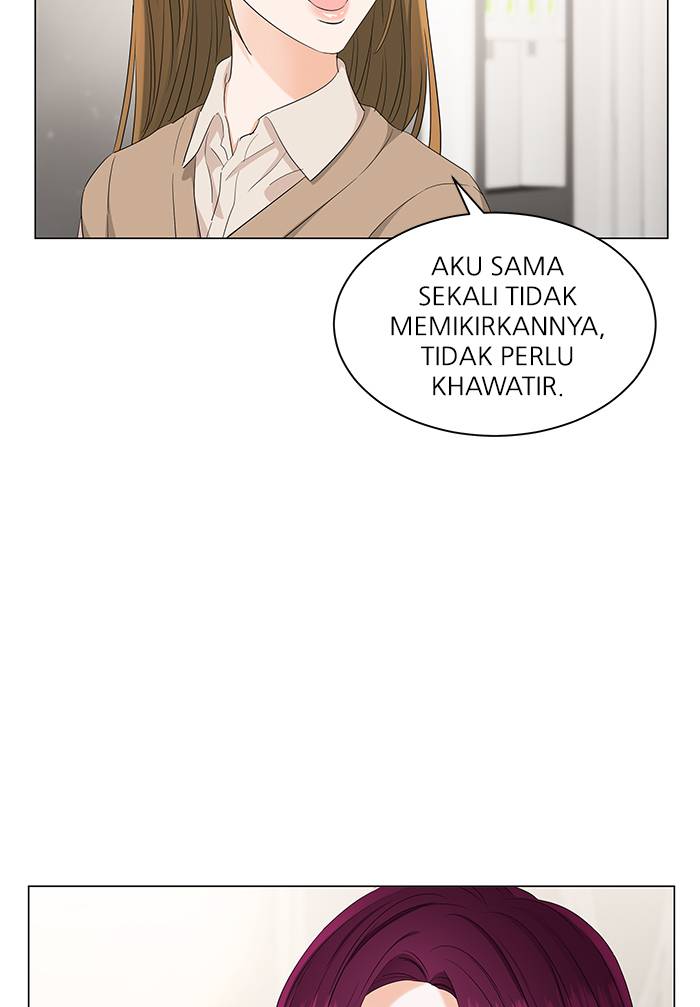 AKU SAMA
SEKALI TIDAK
MEMIKIRKANNYA,
TIDAK PERLU
KHAWATIR.